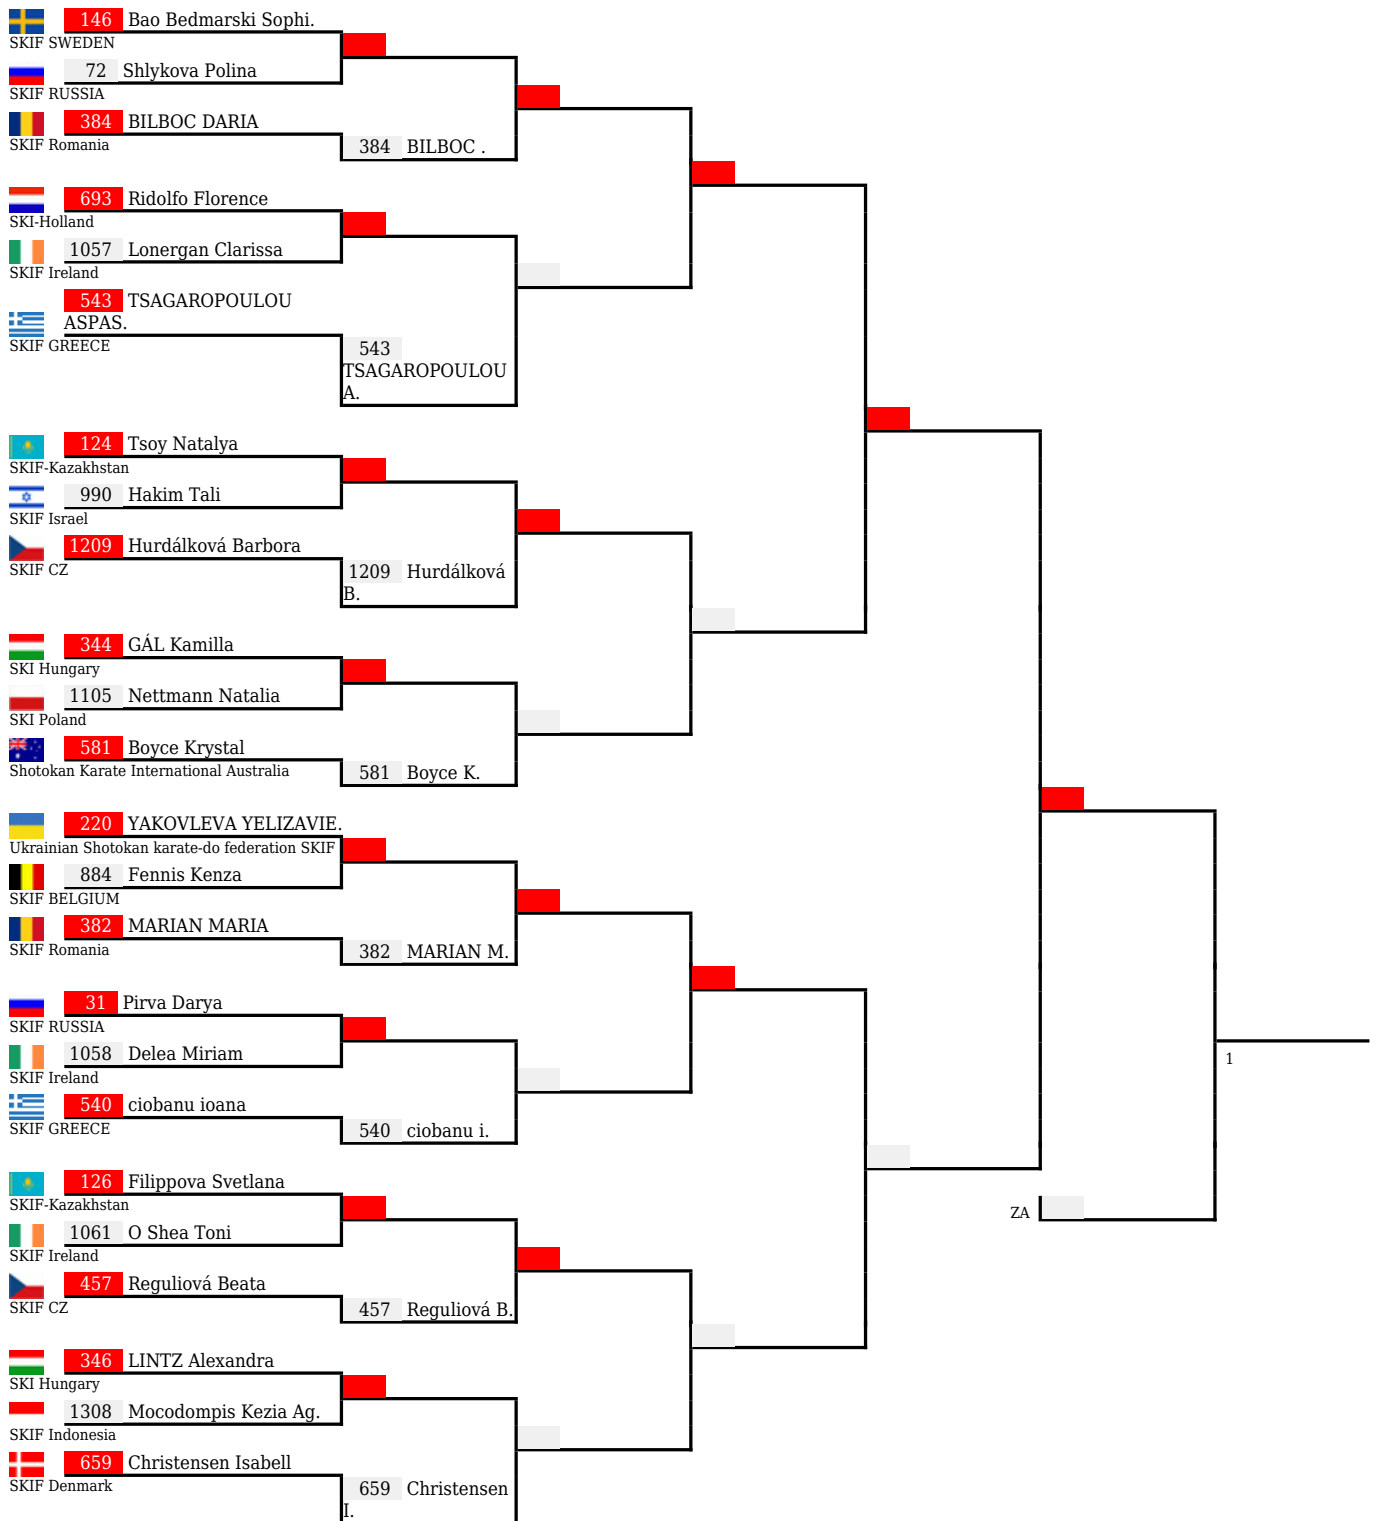 146 Bao Bedmarski Sophi.
SKIF SWEDEN
72 Shlykova Polina
SKIF RUSSIA
384 BILBOC DARIA
SKIF Romania
384 BILBOC .
693 Ridolfo Florence
SKI-Holland
1057 Lonergan Clarissa
SKIF Ireland
543 TSAGAROPOULOU
ASPAS.
SKIF GREECE
543
TSAGAROPOULOU
A.
124 Tsoy Natalya
SKIF-Kazakhstan
990 Hakim Tali
SKIF Israel
1209 Hurdálková Barbora
SKIF CZ
1209 Hurdálková
B.
344 GÁL Kamilla
SKI Hungary
1105 Nettmann Natalia
SKI Poland
581 Boyce Krystal
Shotokan Karate International Australia
581 Boyce K.
220 YAKOVLEVA YELIZAVIE.
Ukrainian Shotokan karate-do federation SKIF
884 Fennis Kenza
SKIF BELGIUM
382 MARIAN MARIA
SKIF Romania
382 MARIAN M.
31 Pirva Darya
SKIF RUSSIA
1058 Delea Miriam
SKIF Ireland
540 ciobanu ioana
SKIF GREECE
540 ciobanu i.
1
126 Filippova Svetlana
SKIF-Kazakhstan
1061 O Shea Toni
SKIF Ireland
457 Reguliová Beata
SKIF CZ
457 Reguliová B.
ZA
346 LINTZ Alexandra
SKI Hungary
1308 Mocodompis Kezia Ag.
SKIF Indonesia
659 Christensen Isabell
SKIF Denmark
659 Christensen
I.